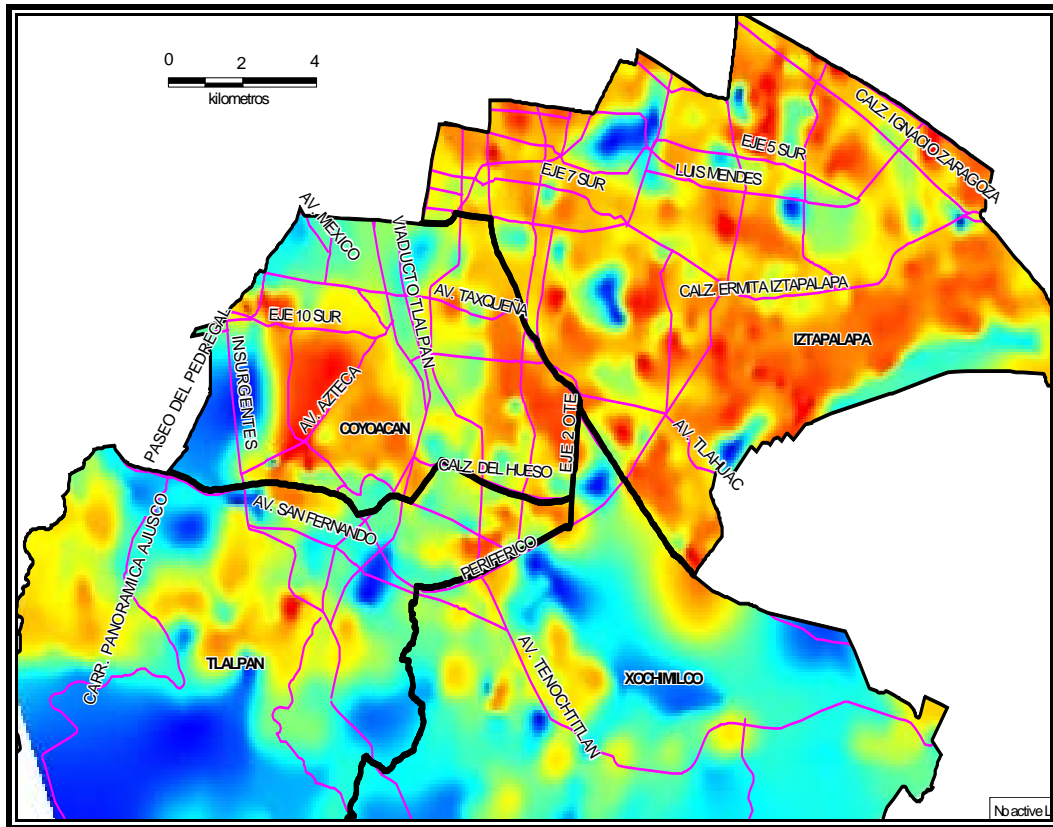 0 2 4
kilometros
CALZ. IGNACIO ZARAGOZA
EJE 5 SUR
LUIS MENDES
EJE 7 SUR
AV. MEXICO
VIADUCTO TLALPAN
CALZ. ERMITA IZTAPALAPA
AV. TAXQUEÑA
EJE 10 SUR
PASEO DEL PEDREGAL
INSURGENTES
IZTAPALAPA
AV. AZTECA
COYOACAN
EJE 2 OTE
AV. TLAHUAC
CALZ. DEL HUESO
AV. SAN FERNANDO
CARR. PANORAMICA AJUSCO
PERIFERICO
TLALPAN
AV. TENOCHTITLAN
XOCHIMILCO
No active L